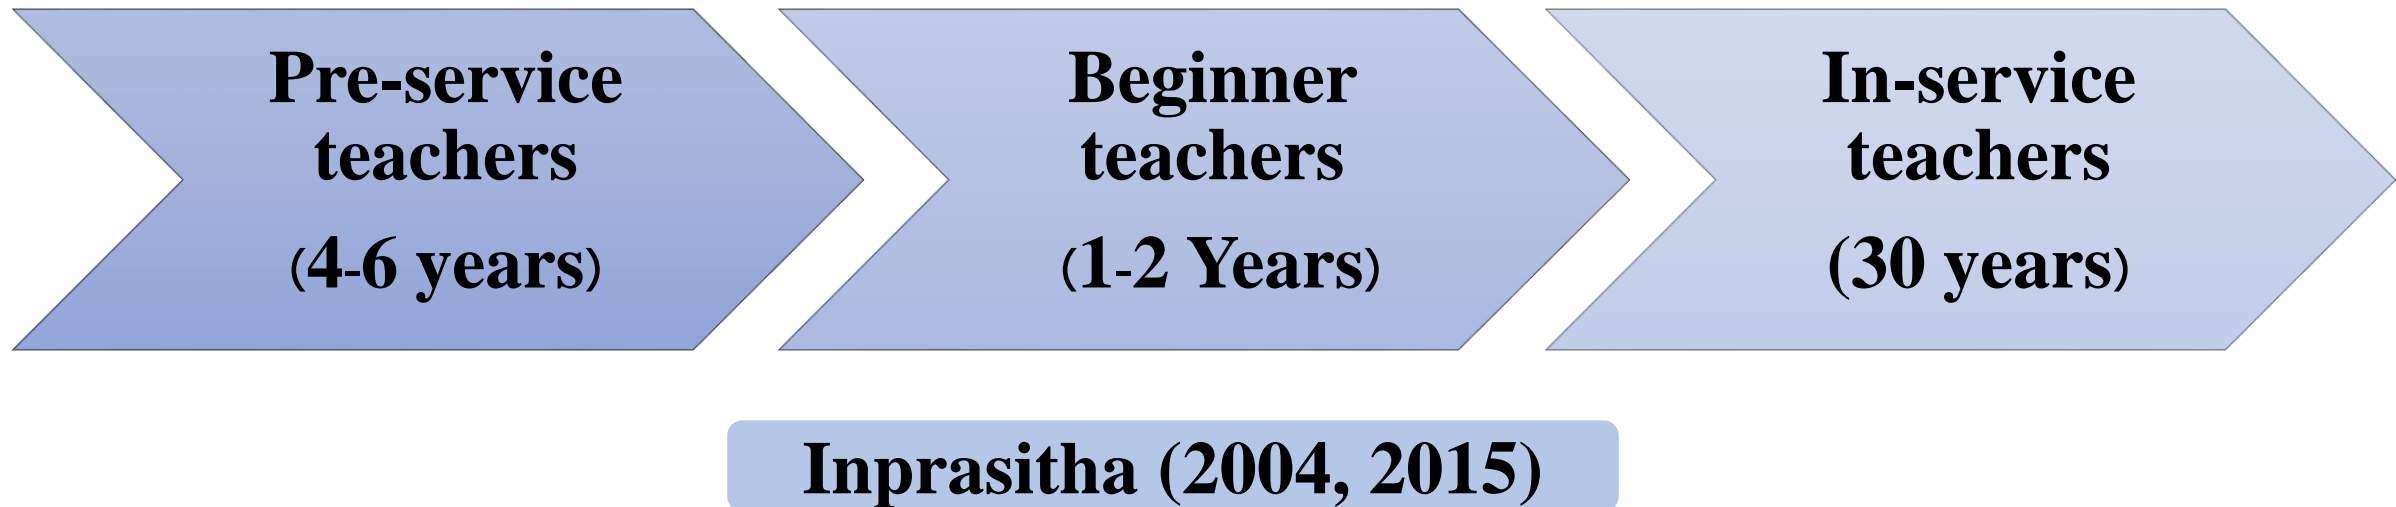 Pre-service
teachers
(4-6 years)
Beginner
teachers
(1-2 Years)
In-service
teachers
(30 years)
Inprasitha (2004, 2015)